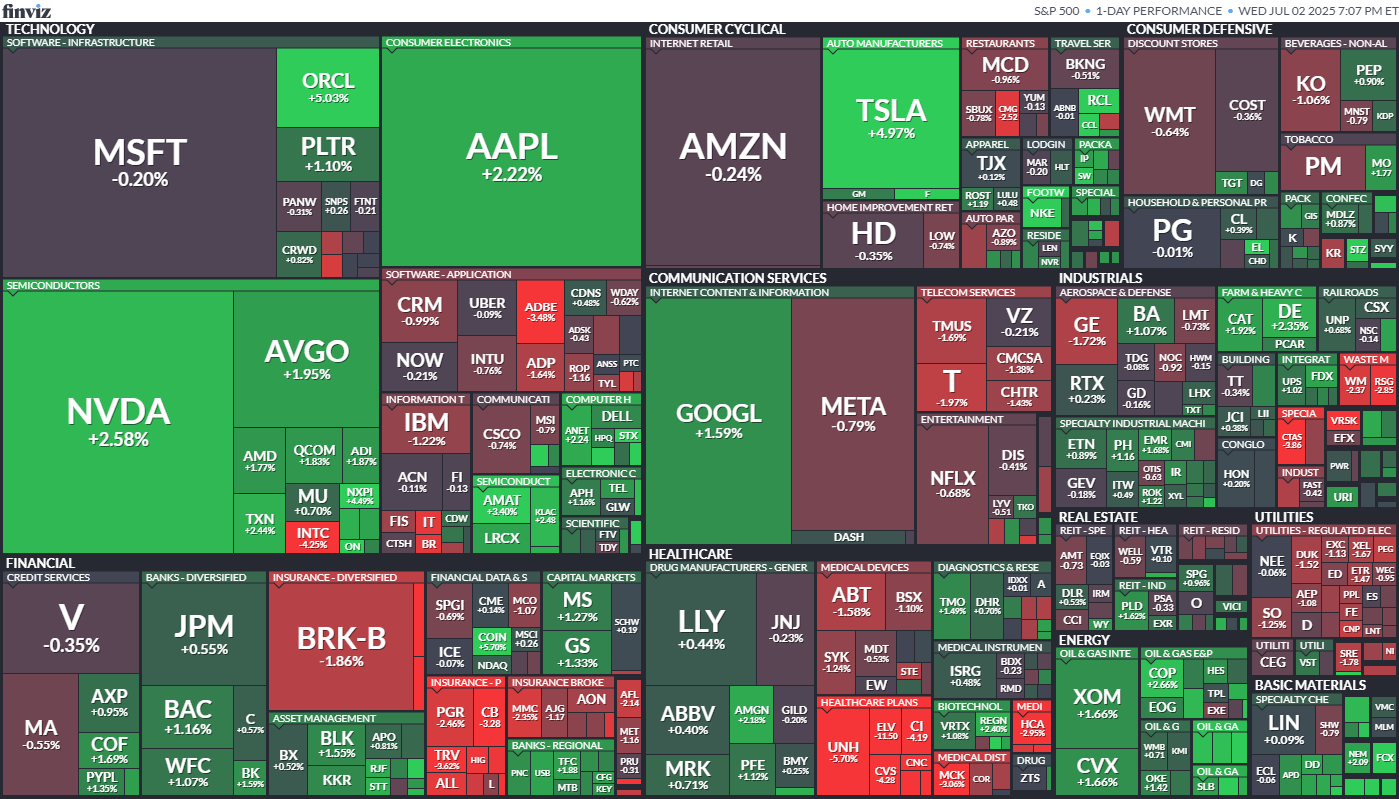 finviz
S&P 500 • 1-DAY PERFORMANCE • WED JUL 02 2025 7:07 PM ET
TECHNOLOGY
SOFTWARE - INFRASTRUCTURE
MSFT
-0.20%
ORCL
+5.03%
PLTR
+1.10%
PANW
-0.31%
SNPS
+0.26
FTNT
-0.21
CRWD
+0.82%
CONSUMER ELECTRONICS
AAPL
+2.22%
SEMICONDUCTORS
NVDA
+2.58%
AVGO
+1.95%
AMD
+1.77%
QCOM
+1.83%
ADI
+1.87%
TXN
+2.44%
MU
+0.70%
NXPI
+4.49%
INTC
-4.25%
ON
SOFTWARE - APPLICATION
CRM
-0.99%
UBER
-0.09%
ADBE
-3.48%
CDNS
+0.48%
WDAY
-0.62%
NOW
-0.21%
INTU
-0.76%
ADP
-1.64%
ADSK
-0.43
ROP
-1.16
ANSS
PTC
TYL
INFORMATION T
IBM
-1.22%
ACN
-0.11%
FI
-0.13
FIS
IT
CDW
CTSH
BR
COMMUNICATI
CSCO
-0.74%
MSI
-0.79
COMPUTER H
ANET
+2.24
DELL
HPQ
STX
SEMICONDUCT
AMAT
+3.40%
KLAC
+2.48
LRCX
ELECTRONIC C
APH
+1.16%
TEL
GLW
SCIENTIFIC
FTV
TDY
CONSUMER CYCLICAL
INTERNET RETAIL
AMZN
-0.24%
AUTO MANUFACTURERS
TSLA
+4.97%
GM
F
HOME IMPROVEMENT RET
HD
-0.35%
LOW
-0.74%
RESTAURANTS
MCD
-0.96%
SBUX
-0.78%
CMG
-2.52
YUM
-0.13
TRAVEL SER
BKNG
-0.51%
ABNB
-0.01
RCL
CCL
APPAREL
TJX
+0.12%
ROST
+1.19
LULU
+0.48
LODGIN
MAR
-0.20
HLT
PACKA
IP
SW
AUTO PAR
AZO
-0.89%
FOOTW
NKE
SPECIAL
RESIDE
LEN
NVR
CONSUMER DEFENSIVE
DISCOUNT STORES
WMT
-0.64%
COST
-0.36%
TGT
DG
BEVERAGES - NON-AL
KO
-1.06%
PEP
+0.90%
MNST
-0.79
KDP
TOBACCO
PM
MO
+1.77
HOUSEHOLD & PERSONAL PR
PG
-0.01%
CL
+0.39%
EL
CHD
PACK
GIS
K
CONFEC
MDLZ
+0.87%
KR
STZ
SYY
COMMUNICATION SERVICES
INTERNET CONTENT & INFORMATION
GOOGL
+1.59%
META
-0.79%
DASH
TELECOM SERVICES
TMUS
-1.69%
VZ
-0.21%
T
-1.97%
CMCSA
-1.38%
CHTR
-1.43%
ENTERTAINMENT
NFLX
-0.68%
DIS
-0.41%
LYV
-0.51
TKO
INDUSTRIALS
AEROSPACE & DEFENSE
GE
-1.72%
BA
+1.07%
LMT
-0.73%
RTX
+0.23%
TDG
-0.08%
NOC
-0.92
HWM
-0.15
GD
-0.16%
LHX
TXT
FARM & HEAVY C
CAT
+1.92%
DE
+2.35%
PCAR
RAILROADS
UNP
+0.68%
CSX
NSC
-0.14
BUILDING
TT
-0.34%
JCI
+0.38%
LII
INTEGRAT
UPS
+1.02
FDX
WASTE M
WM
-2.37
RSG
-2.85
SPECIALTY INDUSTRIAL MACHI
ETN
+0.89%
PH
+1.16
EMR
+1.68%
CMI
GEV
-0.18%
ITW
+0.49
OTIS
-0.63
IR
ROK
+1.22
XYL
CONGLO
HON
+0.20%
SPECIA
CTAS
-3.86
VRSK
EFX
INDUST
FAST
-0.42
PWR
URI
REAL ESTATE
REIT - SPE
AMT
-0.73
EQIX
-0.03
DLR
+0.53%
IRM
CCI
REIT - HEA
WELL
-0.59
VTR
+0.10
REIT - RESID
REIT - IND
PLD
+1.62%
PSA
-0.33
EXR
WY
SPG
+0.96%
O
VICI
UTILITIES
UTILITIES - REGULATED ELEC
NEE
-0.06%
DUK
-1.52
EXC
-1.13
XEL
-1.67
PEG
ED
ETR
-1.47
WEC
-0.95
SO
-1.25%
AEP
-1.08
PPL
ES
D
FE
CNP
LNT
UTILITI
CEG
UTILI
VST
SRE
-1.78
NI
FINANCIAL
CREDIT SERVICES
V
-0.35%
MA
-0.55%
AXP
+0.95%
COF
+1.69%
PYPL
+1.35%
BANKS - DIVERSIFIED
JPM
+0.55%
BAC
+1.16%
C
+0.57%
WFC
+1.07%
BK
+1.59%
INSURANCE - DIVERSIFIED
BRK-B
-1.86%
ASSET MANAGEMENT
BX
+0.52%
BLK
+1.55%
APO
+0.81%
KKR
RJF
STT
FINANCIAL DATA & S
SPGI
-0.69%
CME
+0.14%
MCO
-1.07
ICE
-0.07%
COIN
+5.70%
MSCI
+0.26
NDAQ
CAPITAL MARKETS
MS
+1.27%
SCHW
+0.19
GS
+1.33%
INSURANCE - P
PGR
-2.46%
CB
-3.28
TRV
-3.62%
HIG
ALL
L
INSURANCE BROKE
MMC
-2.35%
AJG
-1.17
AON
AFL
-2.14
MET
-1.16
PRU
-0.31
BANKS - REGIONAL
PNC
USB
TFC
+1.88
MTB
CFG
KEY
HEALTHCARE
DRUG MANUFACTURERS - GENER
LLY
+0.44%
JNJ
-0.23%
ABBV
+0.40%
AMGN
+2.18%
GILD
-0.20%
MRK
+0.71%
PFE
+1.12%
BMY
+0.25%
MEDICAL DEVICES
ABT
-1.58%
BSX
-1.10%
SYK
-1.24%
MDT
-0.53%
STE
EW
HEALTHCARE PLANS
UNH
-5.70%
ELV
-11.50
CI
-4.19
CVS
-4.28
CNC
DIAGNOSTICS & RESE
TMO
+1.49%
DHR
+0.70%
IDXX
+0.01
A
MEDICAL INSTRUMEN
ISRG
+0.48%
BDX
-0.23
RMD
BIOTECHNOL
VRTX
+1.08%
REGN
+2.40%
MEDI
HCA
-2.95%
MEDICAL DIST
MCK
-3.06%
COR
DRUG
ZTS
ENERGY
OIL & GAS INTE
XOM
+1.66%
CVX
+1.66%
OIL & GAS E&P
COP
+2.66%
HES
EOG
TPL
EXE
OIL & G
WMB
+0.71
KMI
OKE
+1.42
OIL & GA
OIL & GA
SLB
BASIC MATERIALS
SPECIALTY CHE
LIN
+0.09%
SHW
-0.79
ECL
-0.06
APD
DD
VMC
MLM
NEM
+2.09
FCX